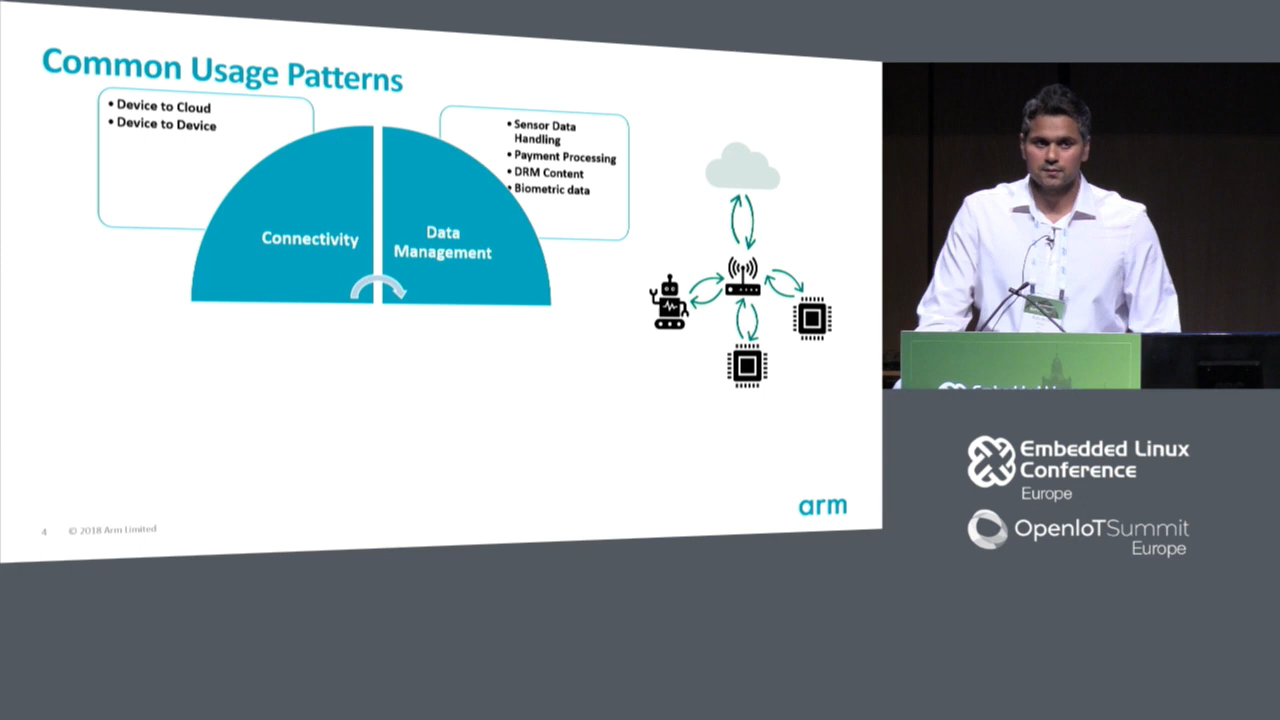 Common Usage Patterns
• Device to Cloud
• Device to Device
• Sensor Data
Handling
• Payment Processing
• DRM Content
• Biometric data
Connectivity
Data
Management
arm
4 © 2018 Arm Limited
Embedded Linux
Conference
Europe
OpenIoTSummit
Europe